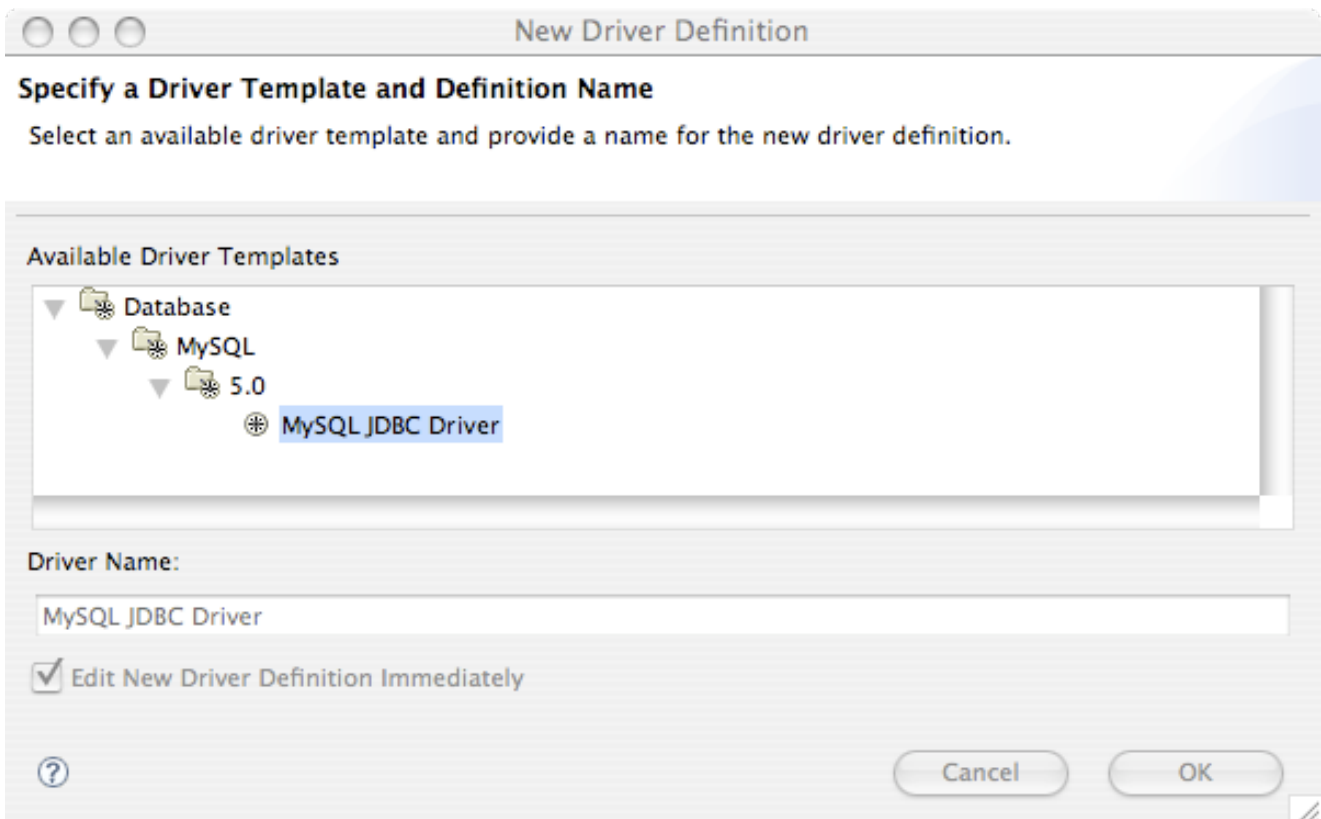 New Driver Definition
Specify a Driver Template and Definition Name
Select an available driver template and provide a name for the new driver definition.
Available Driver Templates
Database
MySQL
5.0
MySQL JDBC Driver
Driver Name:
MySQL JDBC Driver
Edit New Driver Definition Immediately
? Cancel OK